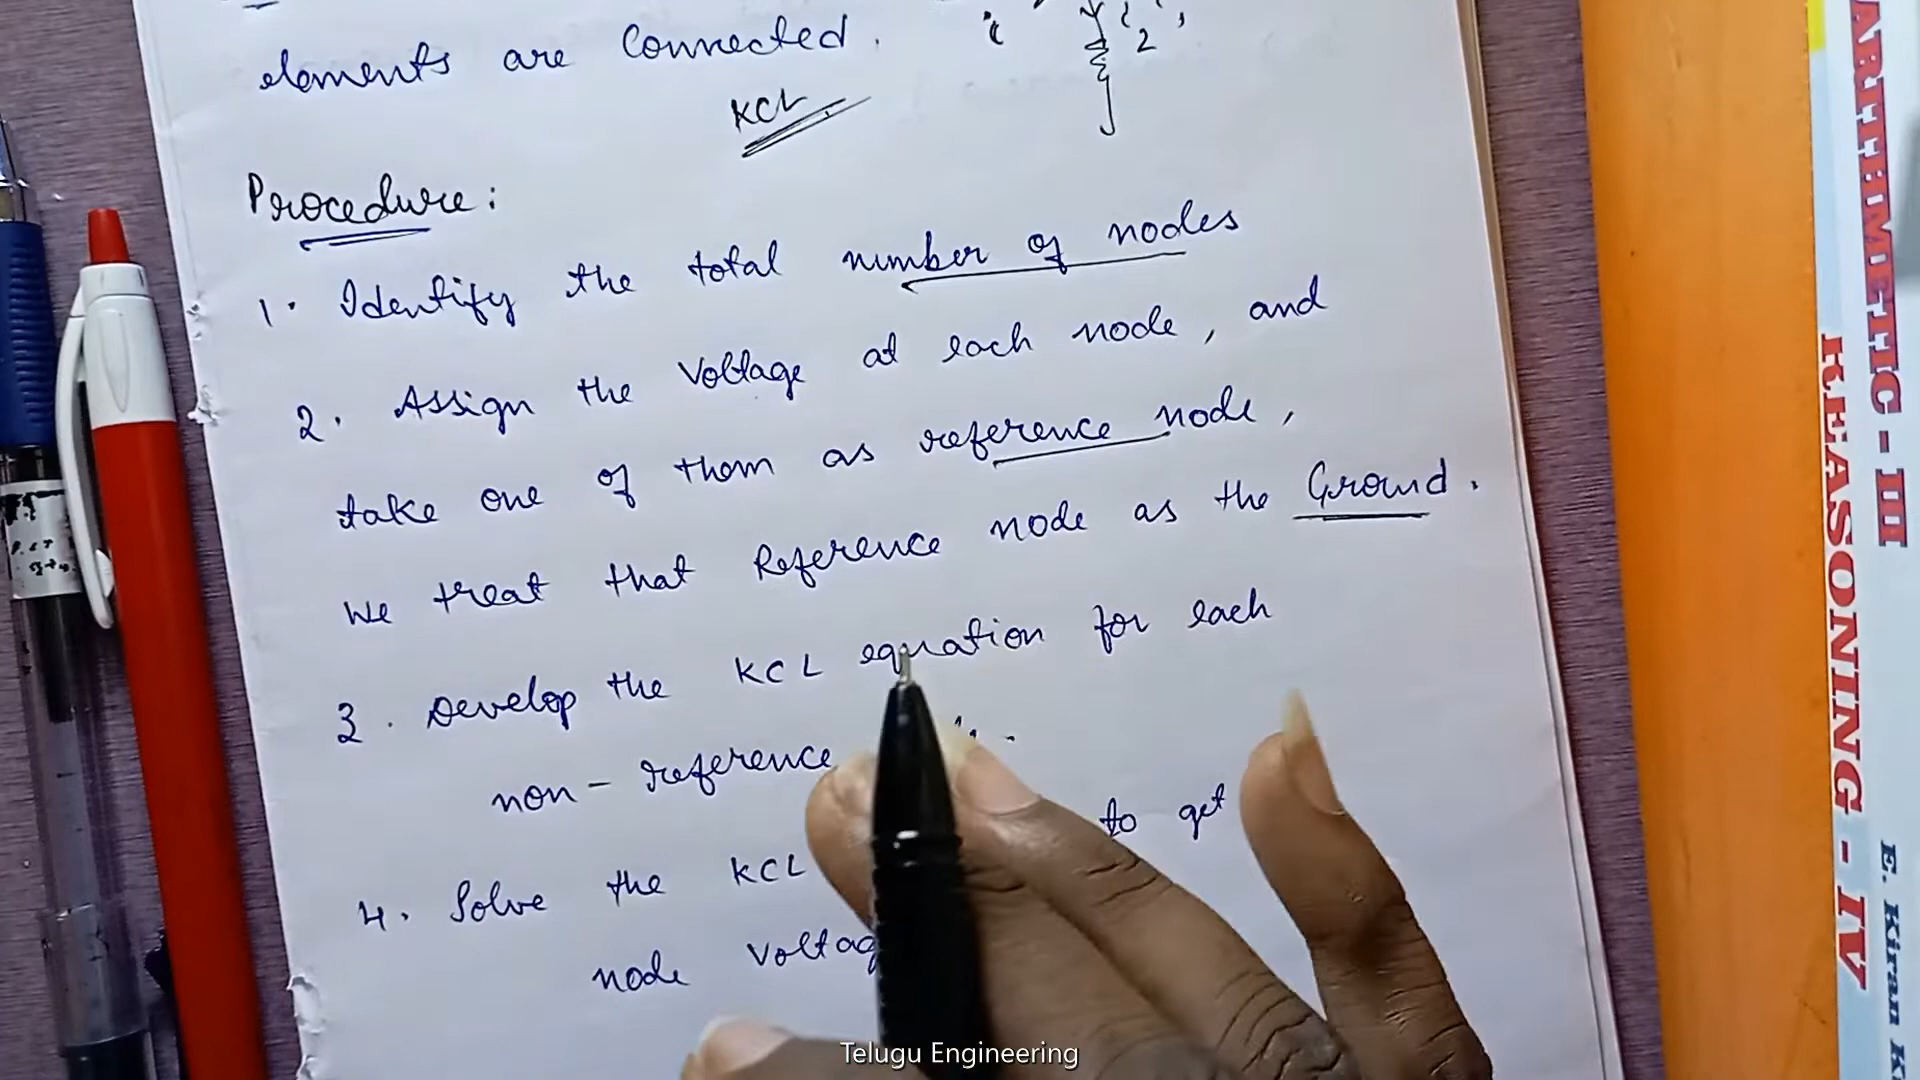 elements are Connected.
i
i
2
KCL
Procedure:
1. Identify the total number of nodes
2. Assign the Voltage at each node, and
take one of them as reference node,
We treat that Reference node as the Ground.
3. Develop the KCL equation for each
non-reference
4. Solve the KCL to get
node
Telugu Engineering
ARITHMETIC - III
REASONING - IV
E. Kiran